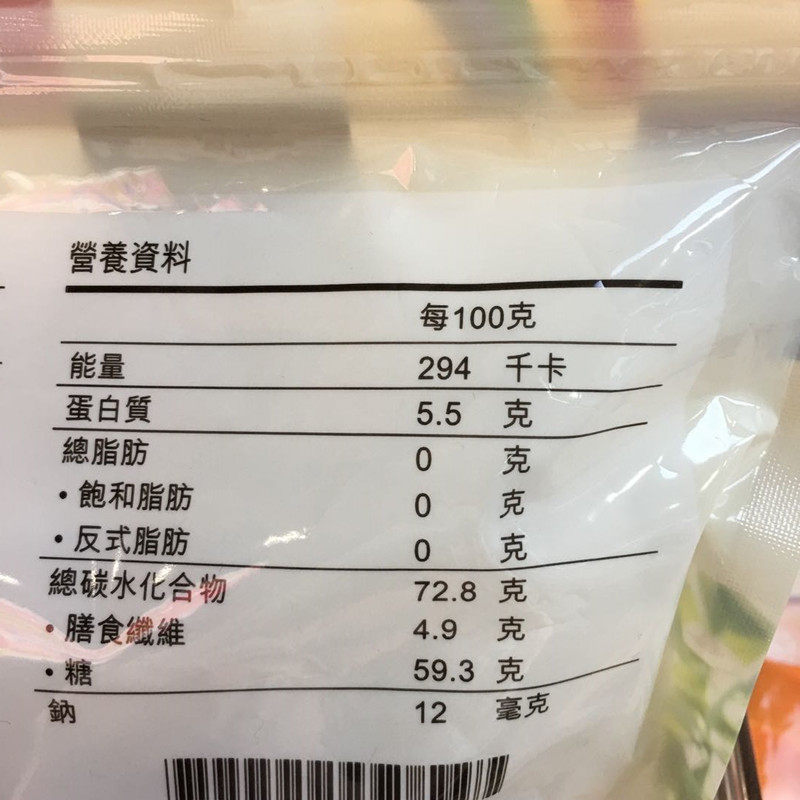 營養資料
每100克
能量 294 千卡
蛋白質 5.5 克
總脂肪 0 克
•飽和脂肪 0 克
•反式脂肪 0 克
總碳水化合物 72.8 克
•膳食纖維 4.9 克
•糖 59.3 克
鈉 12 毫克